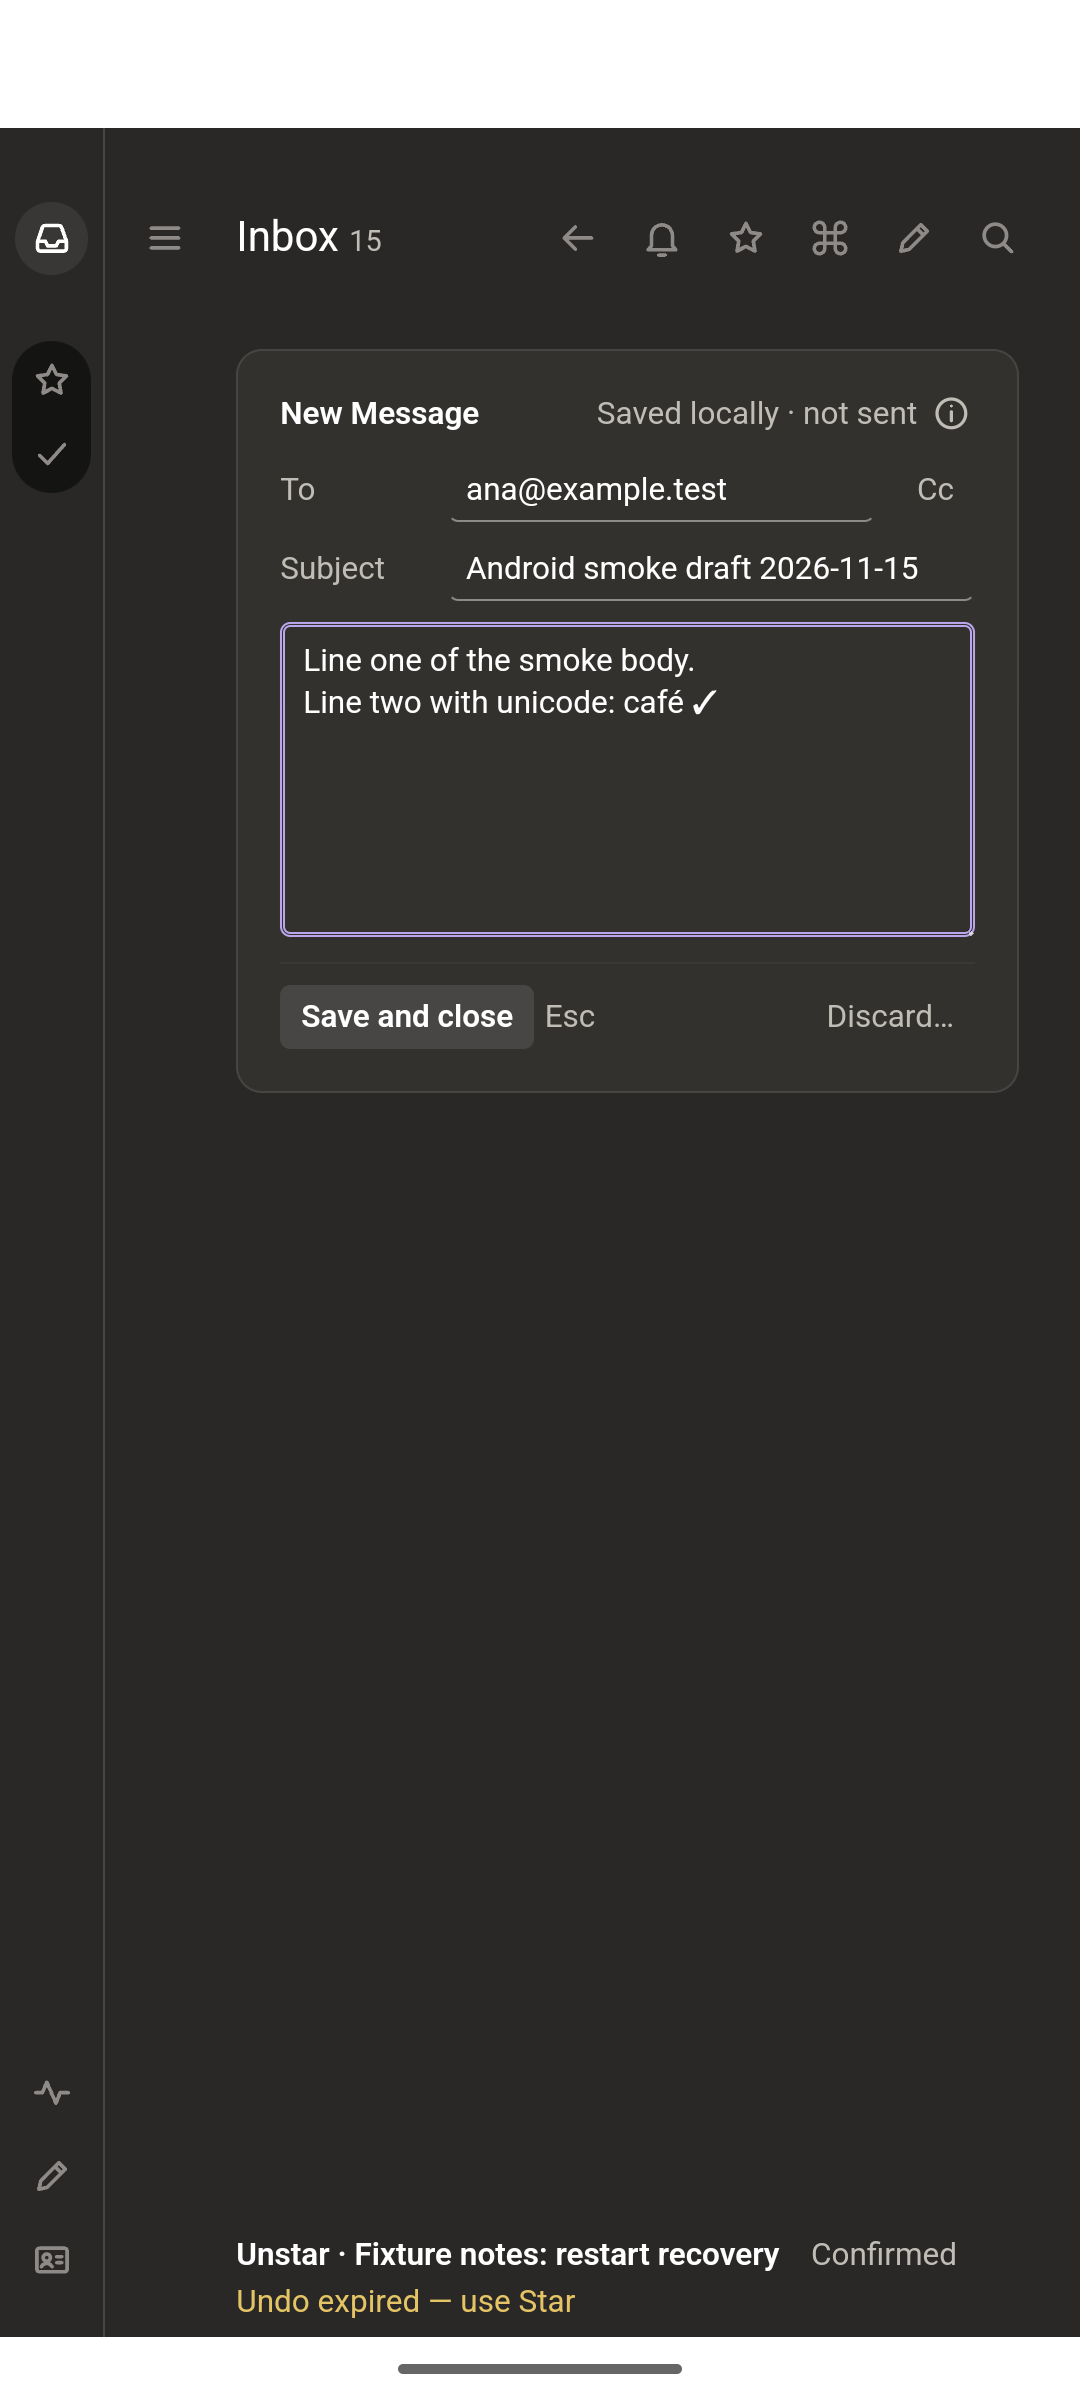 Inbox 15
New Message Saved locally · not sent
To ana@example.test Cc
Subject Android smoke draft 2026-11-15
Line one of the smoke body.
Line two with unicode: café ✓
Save and close Esc Discard…
Unstar · Fixture notes: restart recovery Confirmed
Undo expired — use Star